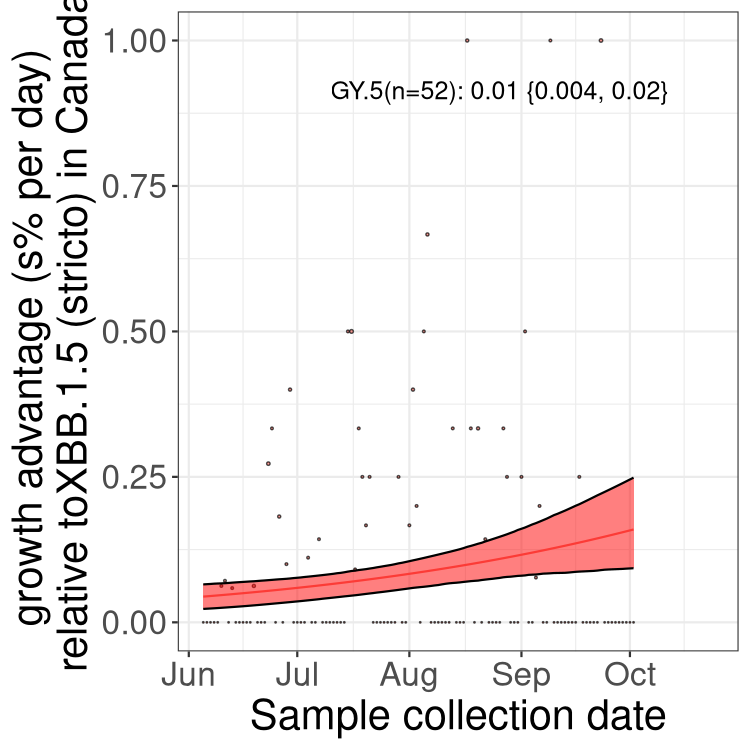 growth advantage (s% per day)
relative toXBB.1.5 (stricto) in Canada
1.00
0.75
0.50
0.25
0.00
GY.5(n=52): 0.01 {0.004, 0.02}
Jun Jul Aug Sep Oct
Sample collection date